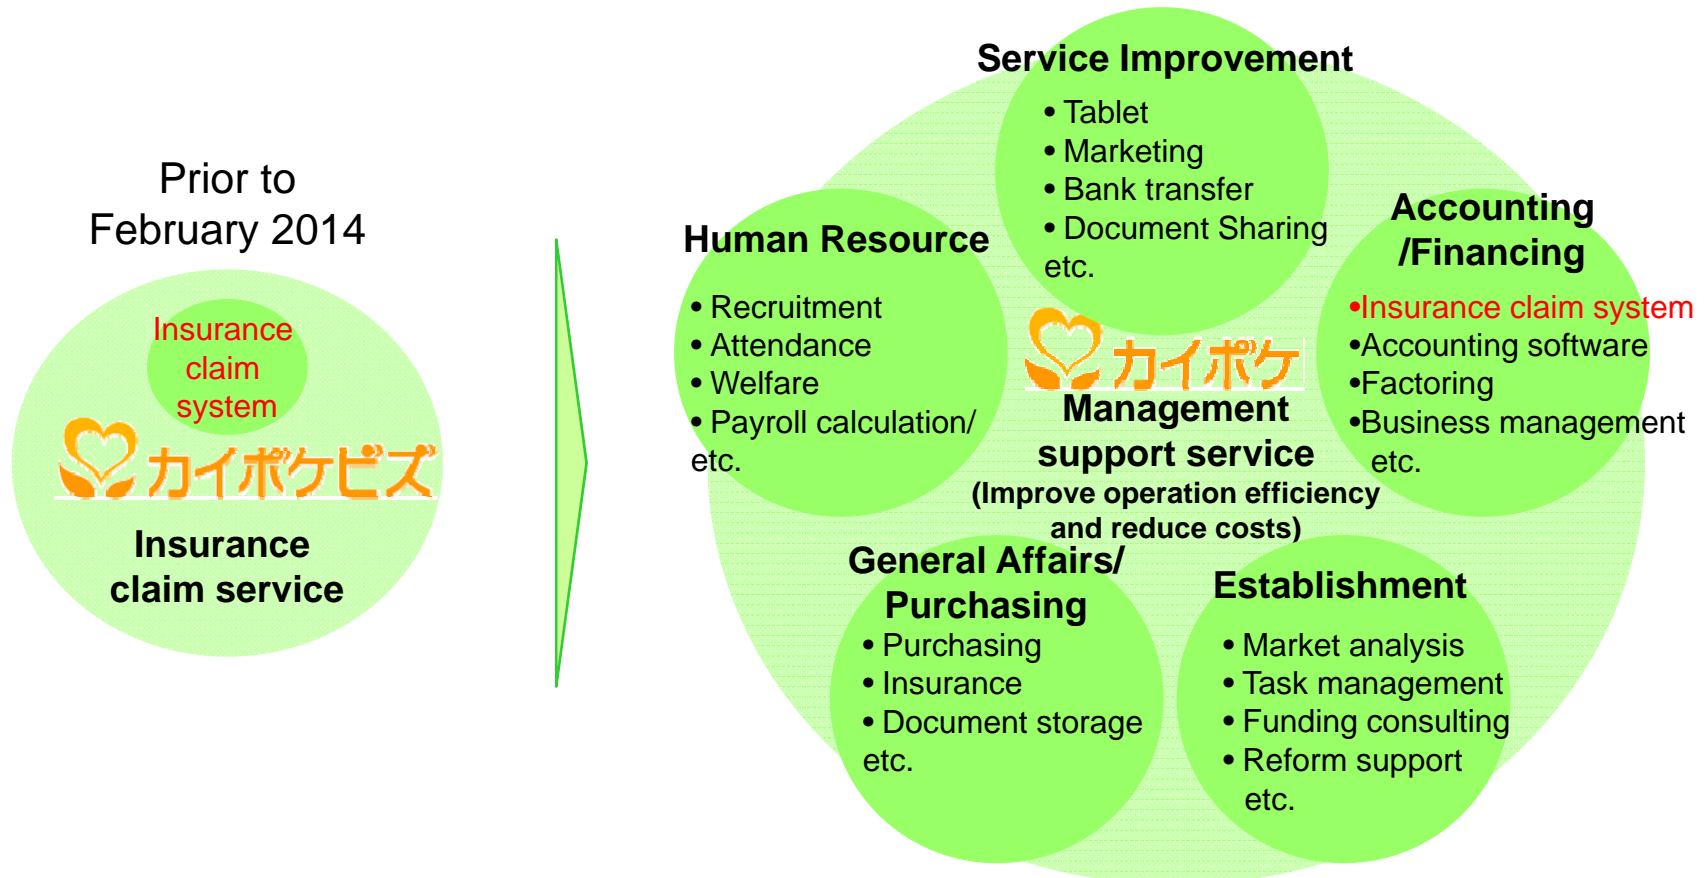 Prior to
February 2014
Insurance
claim
system
カイポケビズ
Insurance
claim service
Service Improvement
• Tablet
• Marketing
• Bank transfer
• Document Sharing
etc.
Human Resource
• Recruitment
• Attendance
• Welfare
• Payroll calculation/
etc.
Accounting
/Financing
•Insurance claim system
•Accounting software
•Factoring
•Business management
etc.
カイポケ
Management
support service
(Improve operation efficiency
and reduce costs)
General Affairs/
Purchasing
• Purchasing
• Insurance
• Document storage
etc.
Establishment
• Market analysis
• Task management
• Funding consulting
• Reform support
etc.